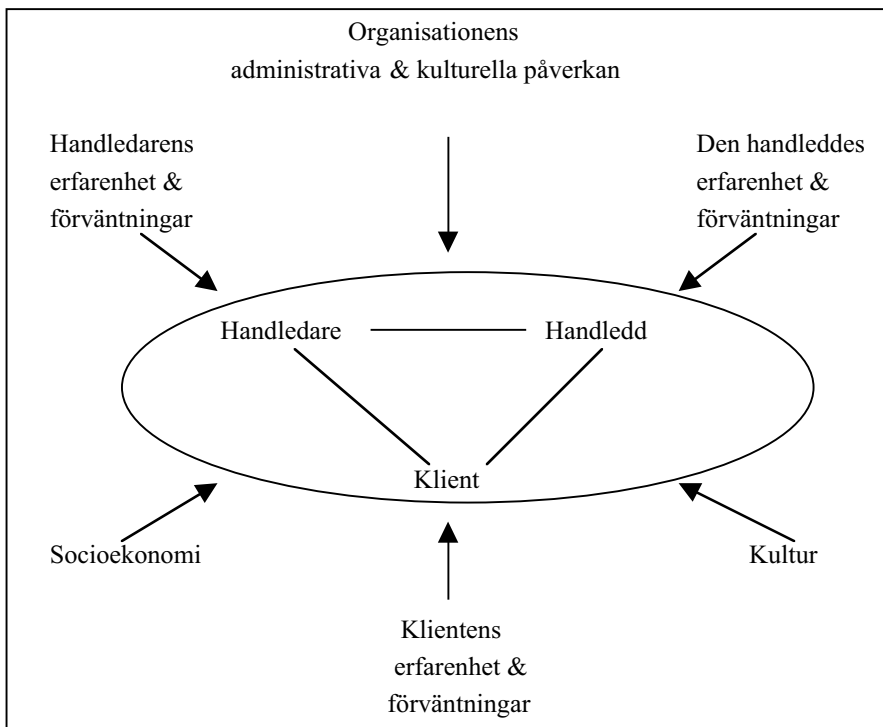 Organisationens
administrativa & kulturella påverkan
Handledarens
erfarenhet &
förväntningar
Den handleddes
erfarenhet &
förväntningar
Handledare
Handledd
Klient
Socioekonomi
Kultur
Klientens
erfarenhet &
förväntningar